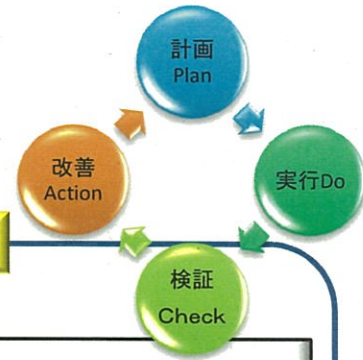 計画
Plan
実行Do
検証
Check
改善
Action